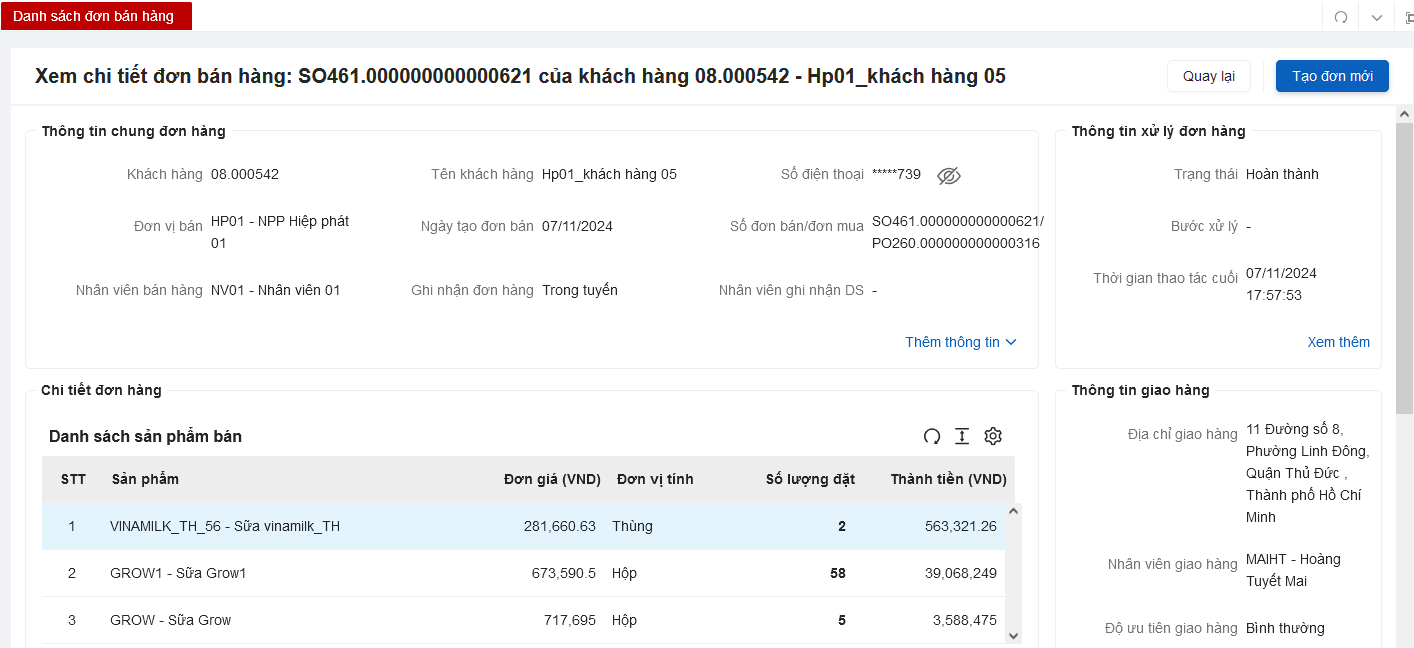 Danh sách đơn bán hàng
Xem chi tiết đơn bán hàng: SO461.000000000000621 của khách hàng 08.000542 - Hp01_khách hàng 05
Quay lại
Tạo đơn mới
Thông tin chung đơn hàng
Khách hàng 08.000542
Tên khách hàng Hp01_khách hàng 05
Số điện thoại *****739
Đơn vị bán HP01 - NPP Hiệp phát
01
Ngày tạo đơn bán 07/11/2024
Số đơn bán/đơn mua SO461.000000000000621/
PO260.000000000000316
Nhân viên bán hàng NV01 - Nhân viên 01
Ghi nhận đơn hàng Trong tuyến
Nhân viên ghi nhận DS -
Thêm thông tin
Thông tin xử lý đơn hàng
Trạng thái Hoàn thành
Bước xử lý -
Thời gian thao tác cuối 07/11/2024
17:57:53
Xem thêm
Chi tiết đơn hàng
Danh sách sản phẩm bán
STT Sản phẩm Đơn giá (VND) Đơn vị tính Số lượng đặt Thành tiền (VND)
1 VINAMILK_TH_56 - Sữa vinamilk_TH 281,660.63 Thùng 2 563,321.26
2 GROW1 - Sữa Grow1 673,590.5 Hộp 58 39,068,249
3 GROW - Sữa Grow 717,695 Hộp 5 3,588,475
Thông tin giao hàng
Địa chỉ giao hàng 11 Đường số 8,
Phường Linh Đông,
Quận Thủ Đức ,
Thành phố Hồ Chí
Minh
Nhân viên giao hàng MAIHT - Hoàng
Tuyết Mai
Độ ưu tiên giao hàng Bình thường